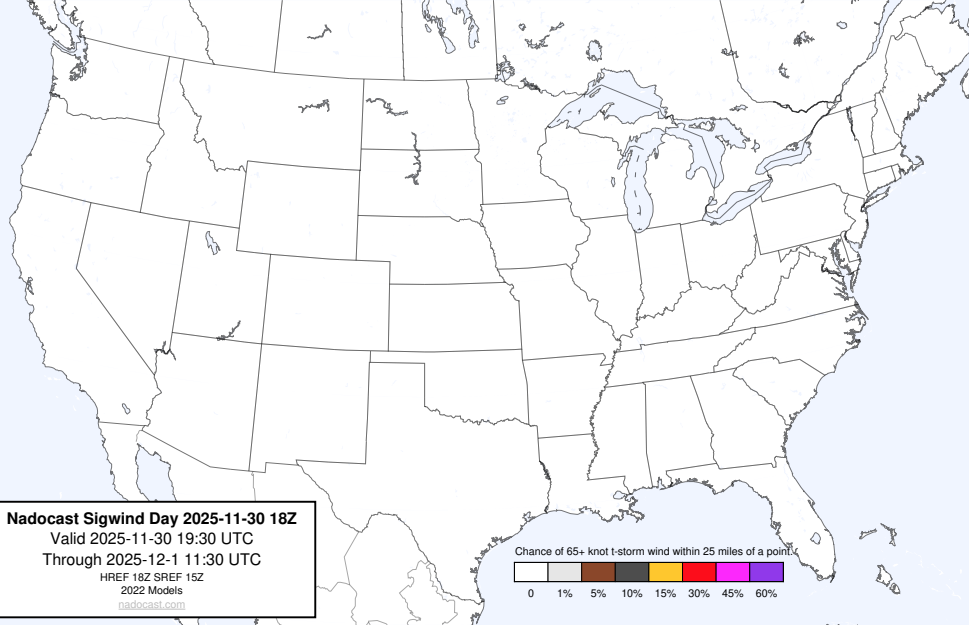 Nadocast Sigwind Day 2025-11-30 18Z
Valid 2025-11-30 19:30 UTC
Through 2025-12-1 11:30 UTC
HREF 18Z SREF 15Z
2022 Models
nadocast.com
Chance of 65+ knot t-storm wind within 25 miles of a point.
0 1% 5% 10% 15% 30% 45% 60%